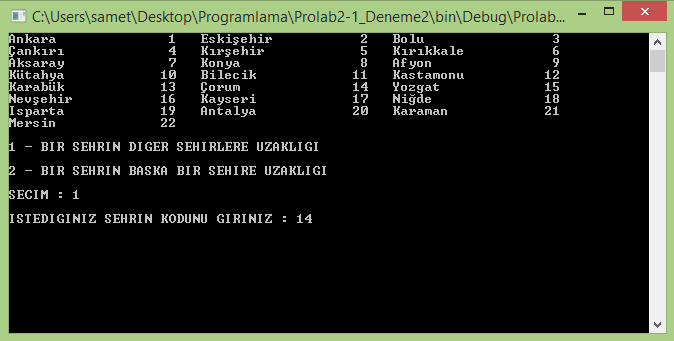 C:\Users\samet\Desktop\Programlama\Prolab2-1_Deneme2\bin\Debug\Prolab...
Ankara 1 Eskişehir 2 Bolu 3
Çankırı 4 Kırşehir 5 Kırıkkale 6
Aksaray 7 Konya 8 Afyon 9
Kütahya 10 Bilecik 11 Kastamonu 12
Karabük 13 Çorum 14 Yozgat 15
Nevşehir 16 Kayseri 17 Niğde 18
Isparta 19 Antalya 20 Karaman 21
Mersin 22
1 - BIR SEHRIN DIGER SEHIRLERE UZAKLIGI
2 - BIR SEHRIN BASKA BIR SEHIRE UZAKLIGI
SECIM : 1
ISTEDIGINIZ SEHRIN KODUNU GIRINIZ : 14